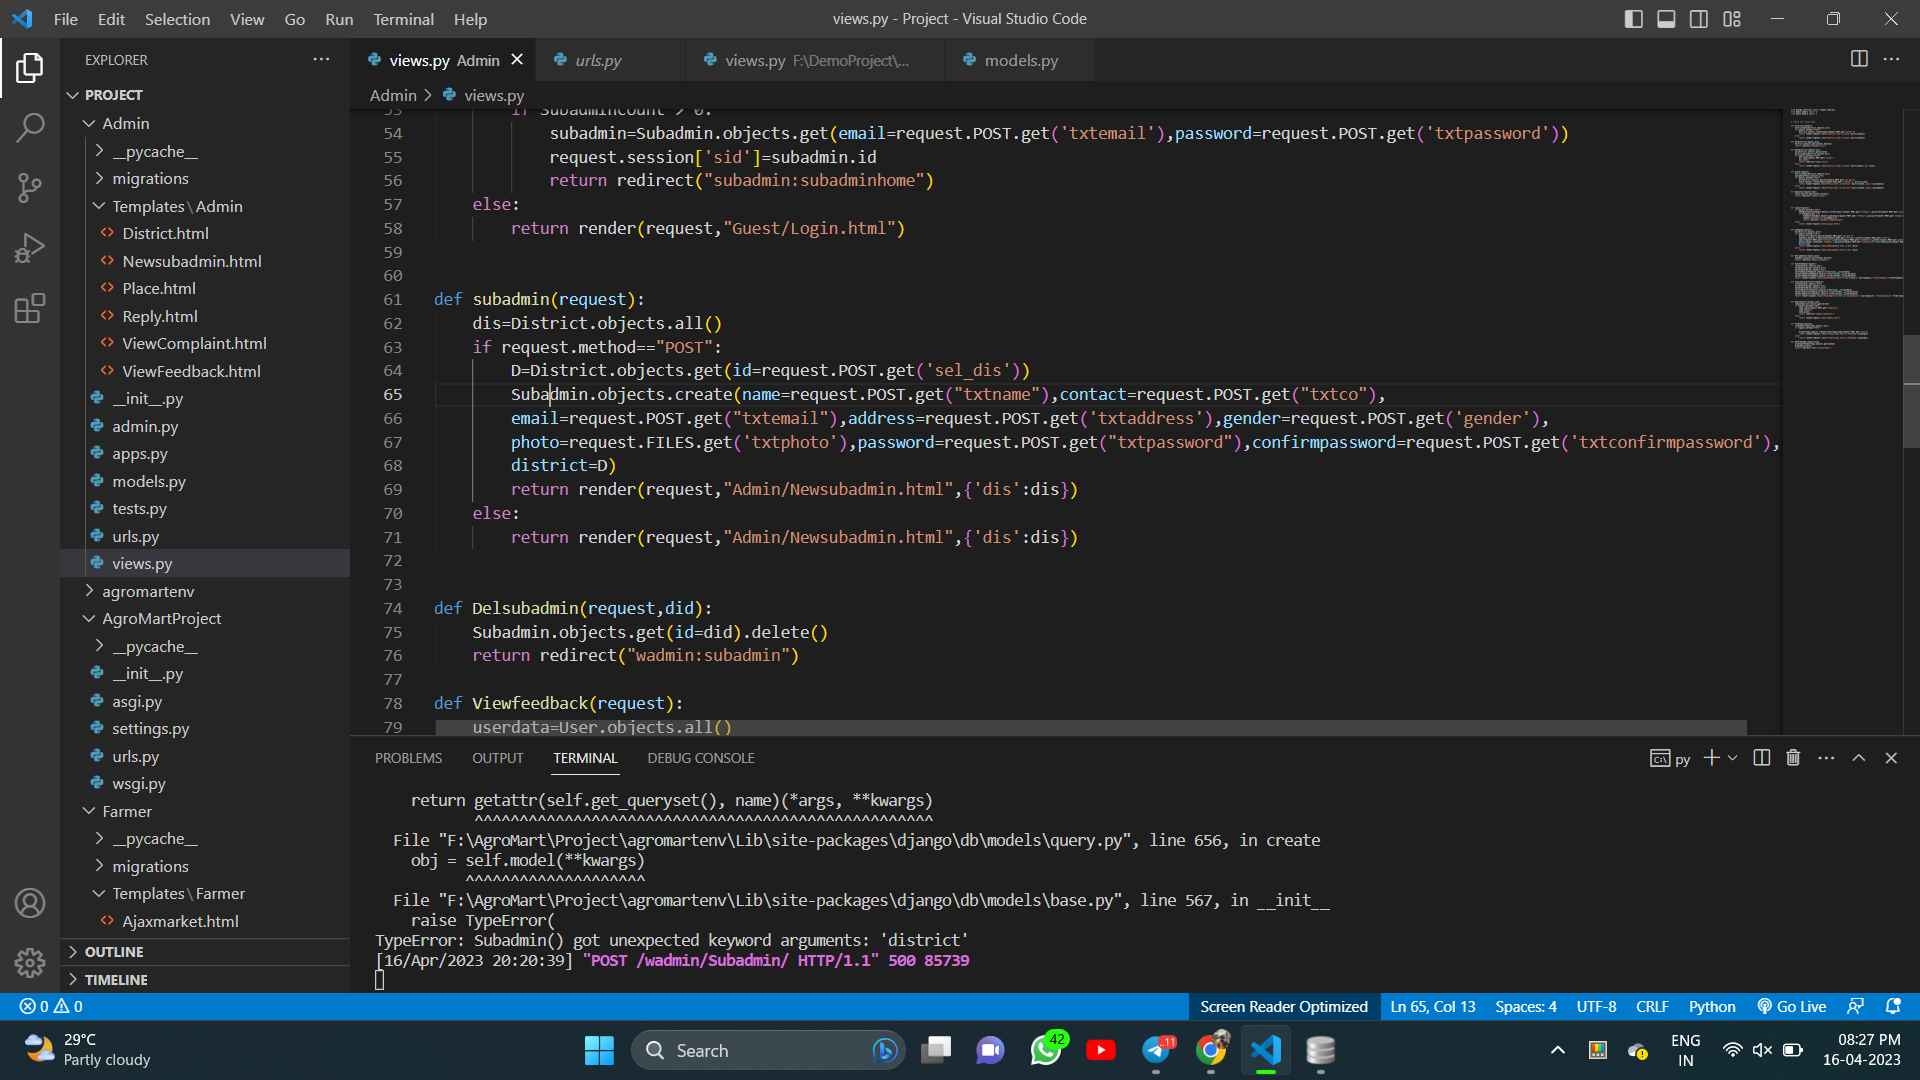 File Edit Selection View Go Run Terminal Help
views.py - Project - Visual Studio Code
EXPLORER
PROJECT
Admin
__pycache__
migrations
Templates\Admin
District.html
Newsubadmin.html
Place.html
Reply.html
ViewComplaint.html
ViewFeedback.html
__init__.py
admin.py
apps.py
models.py
tests.py
urls.py
views.py
agromartenv
AgroMartProject
__pycache__
__init__.py
asgi.py
settings.py
urls.py
wsgi.py
Farmer
__pycache__
migrations
Templates\Farmer
Ajaxmarket.html
OUTLINE
TIMELINE
views.py Admin
urls.py
views.py F:\DemoProject\...
models.py
Admin > views.py
53 if SubadminCount > 0:
54 subadmin=Subadmin.objects.get(email=request.POST.get('txtemail'),password=request.POST.get('txtpassword'))
55 request.session['sid']=subadmin.id
56 return redirect("subadmin:subadminhome")
57 else:
58 return render(request,"Guest/Login.html")
59
60
61 def subadmin(request):
62 dis=District.objects.all()
63 if request.method=="POST":
64 D=District.objects.get(id=request.POST.get('sel_dis'))
65 Subadmin.objects.create(name=request.POST.get("txtname"),contact=request.POST.get("txtco"),
66 email=request.POST.get("txtemail"),address=request.POST.get('txtaddress'),gender=request.POST.get('gender'),
67 photo=request.FILES.get('txtphoto'),password=request.POST.get("txtpassword"),confirmpassword=request.POST.get('txtconfirmpassword'),
68 district=D)
69 return render(request,"Admin/Newsubadmin.html",{'dis':dis})
70 else:
71 return render(request,"Admin/Newsubadmin.html",{'dis':dis})
72
73
74 def Delsubadmin(request,did):
75 Subadmin.objects.get(id=did).delete()
76 return redirect("wadmin:subadmin")
77
78 def Viewfeedback(request):
79 userdata=User.objects.all()
PROBLEMS OUTPUT TERMINAL DEBUG CONSOLE
py
return getattr(self.get_queryset(), name)(*args, **kwargs)
^^^^^^^^^^^^^^^^^^^^^^^^^^^^^^^^^^^^^^^^^^^^^^^^^^^
File "F:\AgroMart\Project\agromartenv\Lib\site-packages\django\db\models\query.py", line 656, in create
obj = self.model(**kwargs)
^^^^^^^^^^^^^^^^^^^^
File "F:\AgroMart\Project\agromartenv\Lib\site-packages\django\db\models\base.py", line 567, in __init__
raise TypeError(
TypeError: Subadmin() got unexpected keyword arguments: 'district'
[16/Apr/2023 20:20:39] "POST /wadmin/Subadmin/ HTTP/1.1" 500 85739
0 0
Screen Reader Optimized Ln 65, Col 13 Spaces: 4 UTF-8 CRLF Python Go Live
29°C
Partly cloudy
Search
42
11
ENG
IN
08:27 PM
16-04-2023